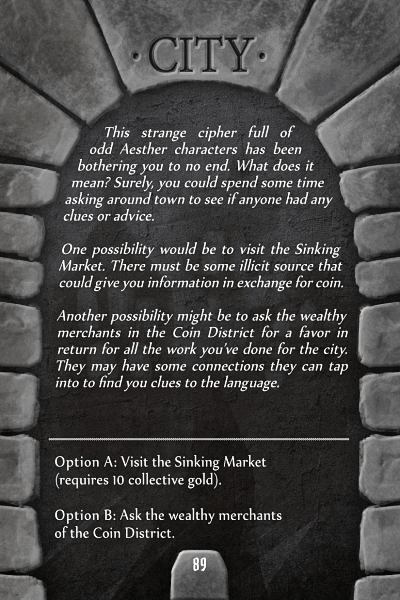 · CITY ·
This strange cipher full of
odd Aesther characters has been
bothering you to no end. What does it
mean? Surely, you could spend some time
asking around town to see if anyone had any
clues or advice.
One possibility would be to visit the Sinking
Market. There must be some illicit source that
could give you information in exchange for coin.
Another possibility might be to ask the wealthy
merchants in the Coin District for a favor in
return for all the work you've done for the city.
They may have some connections they can tap
into to find you clues to the language.
Option A: Visit the Sinking Market
(requires 10 collective gold).
Option B: Ask the wealthy merchants
of the Coin District.
89